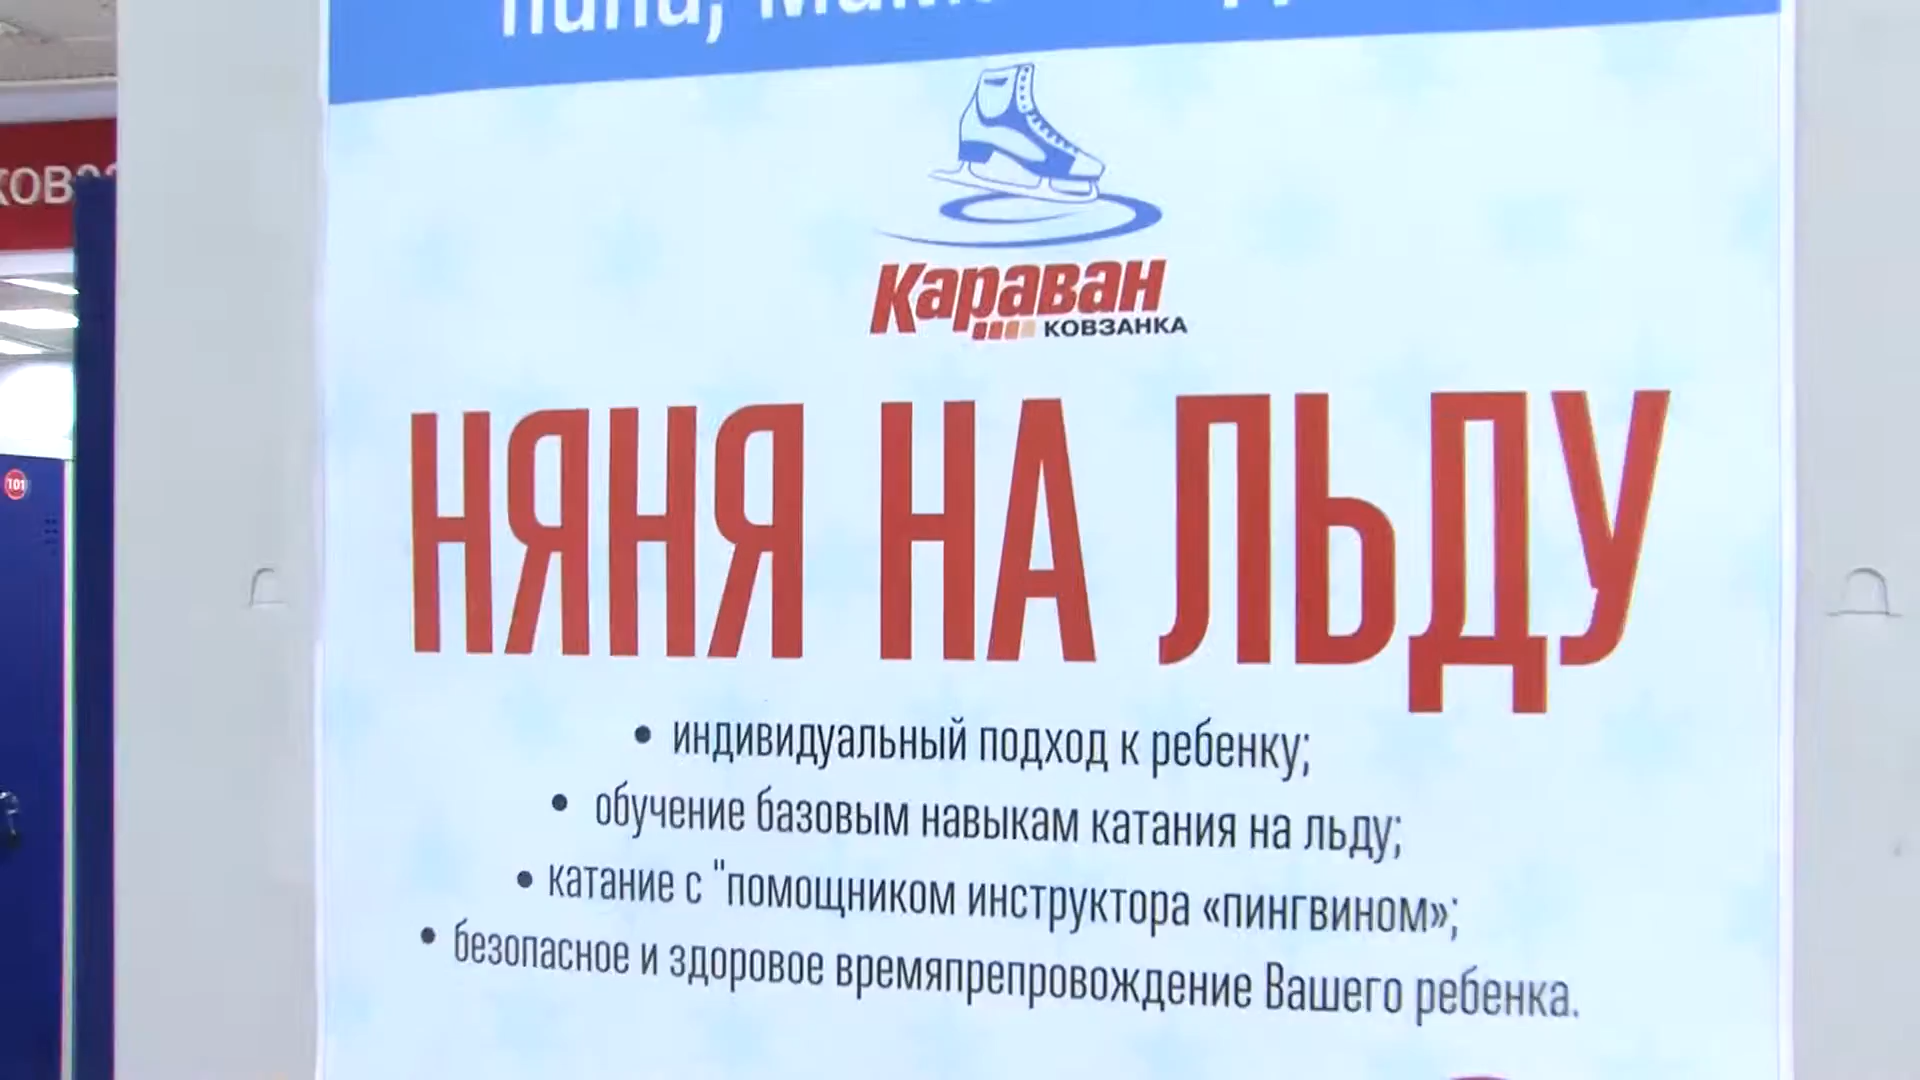 Караван
КОВЗАНКА
НЯНЯ НА ЛЬДУ
• индивидуальный подход к ребенку;
• обучение базовым навыкам катания на льду;
• катание с "помощником инструктора «пингвином»;
• безопасное и здоровое времяпрепровождение Вашего ребенка.
101